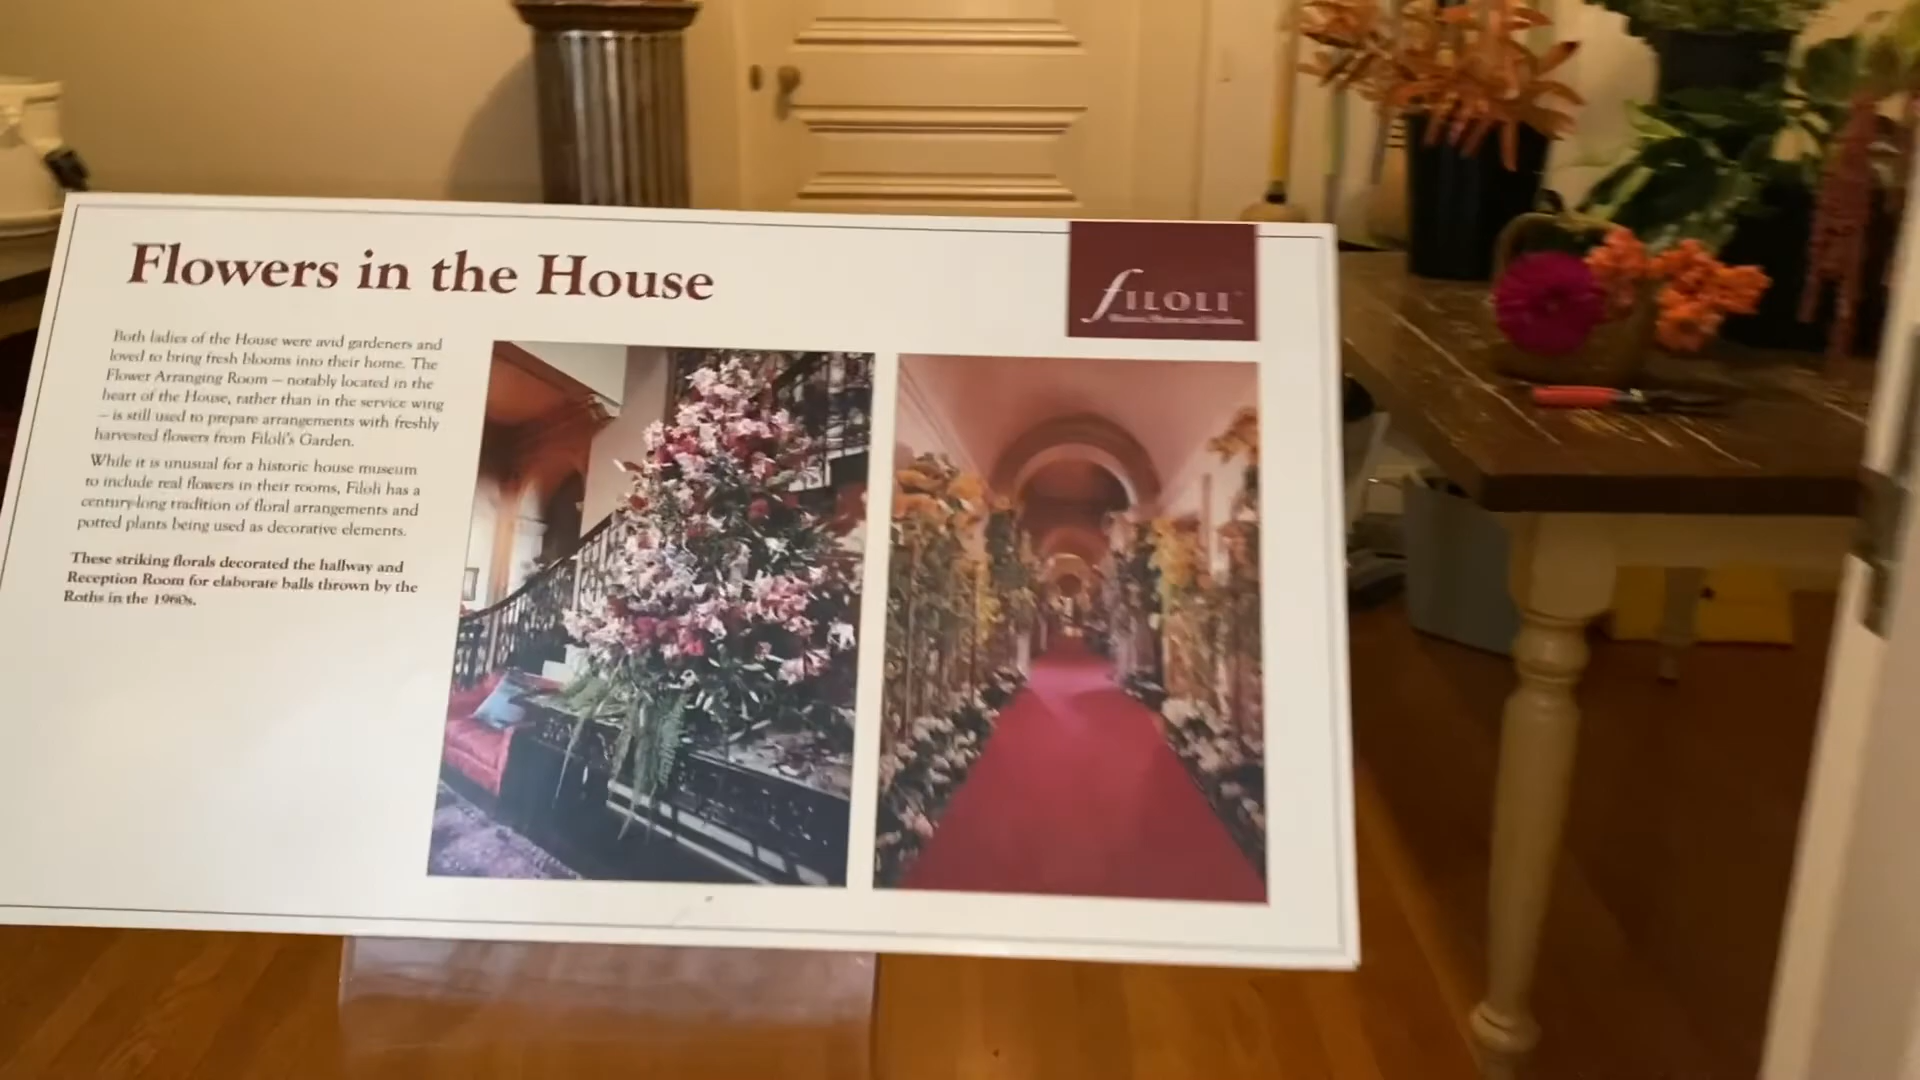 Flowers in the House
filoli
Both ladies of the House were avid gardeners and
loved to bring fresh blooms into their home. The
Flower Arranging Room – notably located in the
heart of the House, rather than in the service wing
– is still used to prepare arrangements with freshly
harvested flowers from Filoli's Garden.
While it is unusual for a historic house museum
to include real flowers in their rooms, Filoli has a
century-long tradition of floral arrangements and
potted plants being used as decorative elements.
These striking florals decorated the hallway and
Reception Room for elaborate balls thrown by the
Roths in the 1960s.